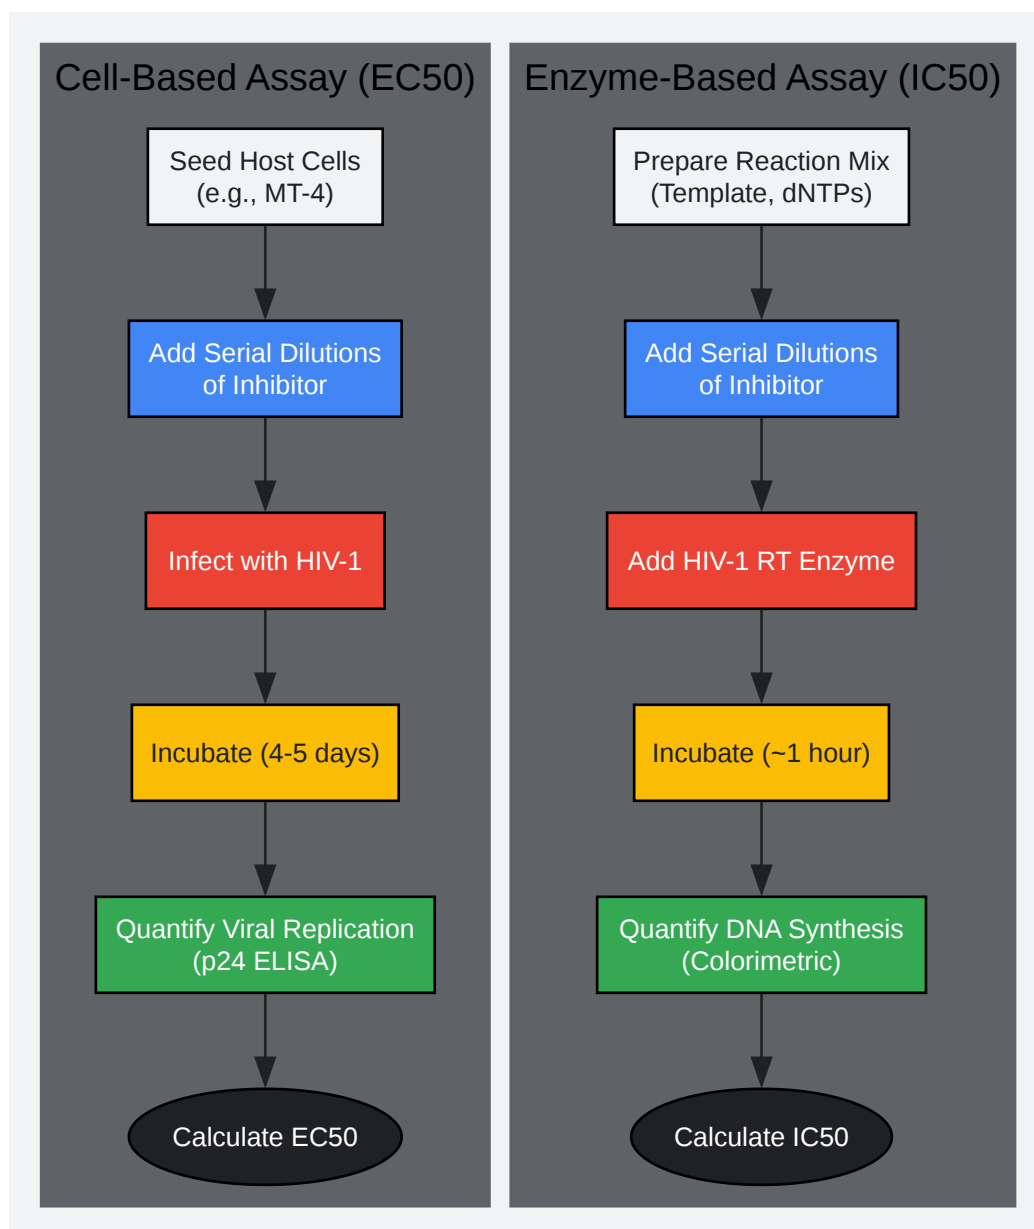 Cell-Based Assay (EC50)
Seed Host Cells
(e.g., MT-4)
Add Serial Dilutions
of Inhibitor
Infect with HIV-1
Incubate (4-5 days)
Quantify Viral Replication
(p24 ELISA)
Calculate EC50
Enzyme-Based Assay (IC50)
Prepare Reaction Mix
(Template, dNTPs)
Add Serial Dilutions
of Inhibitor
Add HIV-1 RT Enzyme
Incubate (~1 hour)
Quantify DNA Synthesis
(Colorimetric)
Calculate IC50